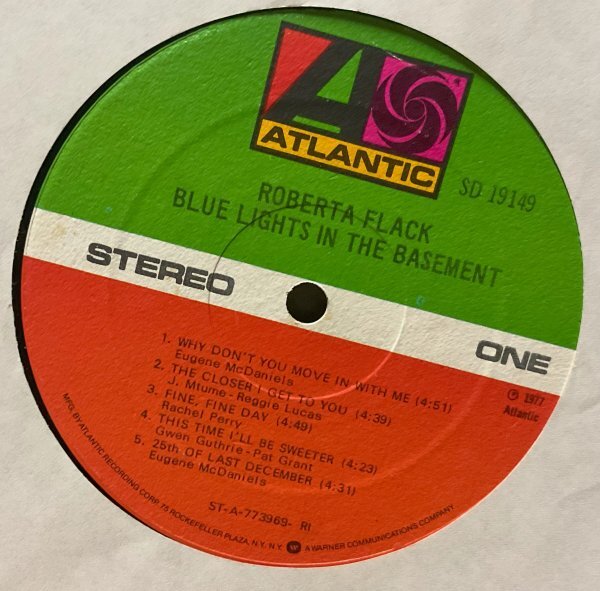 ATLANTIC
SD 19149
ROBERTA FLACK
BLUE LIGHTS IN THE BASEMENT
STEREO
ONE
℗ 1977
Atlantic
1. WHY DON'T YOU MOVE IN WITH ME (4:51)
Eugene McDaniels
2. THE CLOSER I GET TO YOU (4:39)
J. Mtume - Reggie Lucas
3. FINE, FINE DAY (4:49)
Rachel Perry
4. THIS TIME I'LL BE SWEETER (4:23)
Gwen Guthrie - Pat Grant
5. 25th OF LAST DECEMBER (4:31)
Eugene McDaniels
ST-A-773969- RI
MFG. BY ATLANTIC RECORDING CORP. 75 ROCKEFELLER PLAZA, N.Y. N.Y. A WARNER COMMUNICATIONS COMPANY